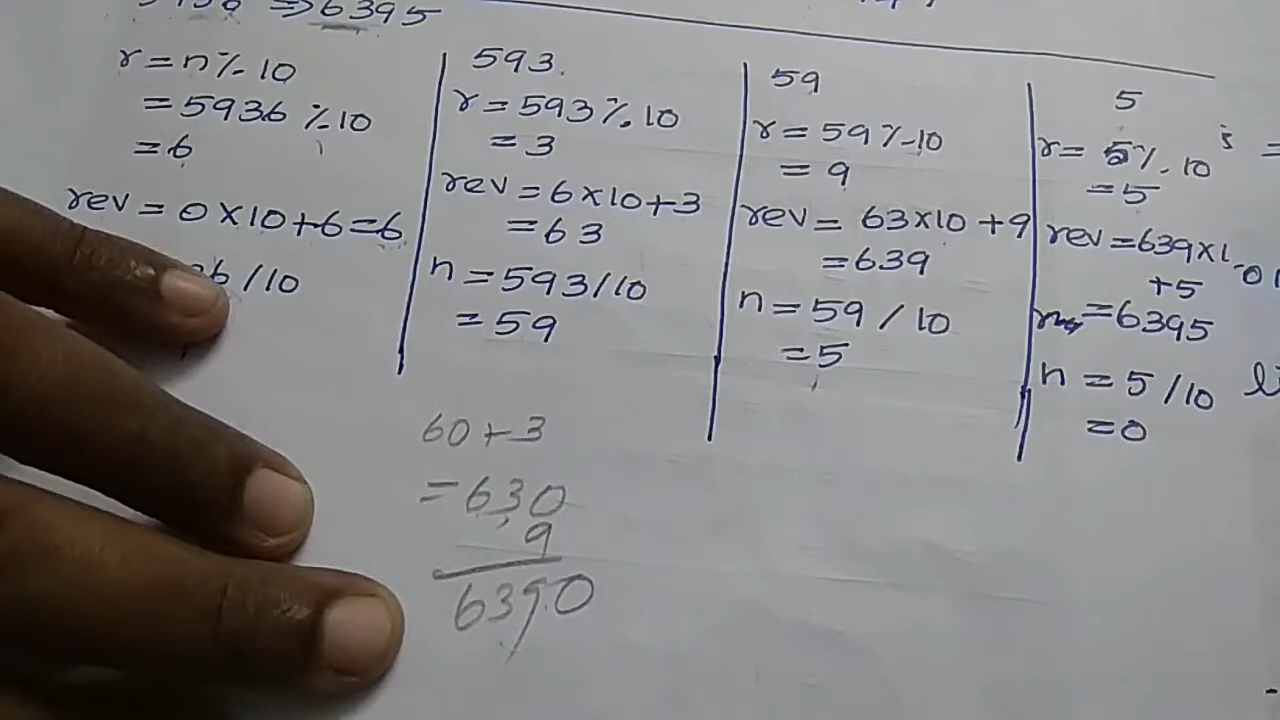 6395
r = n % 10
= 5936 % 10
= 6
rev = 0 × 10 + 6 = 6
36 / 10
593
r = 593 % 10
= 3
rev = 6 × 10 + 3
= 63
n = 593 / 10
= 59
59
r = 59 % 10
= 9
rev = 63 × 10 + 9
= 639
n = 59 / 10
= 5
5
r = 5 % 10
= 5
rev = 639 × 1
+ 5
= 6395
n = 5 / 10
= 0
60 + 3
= 630
9
6390